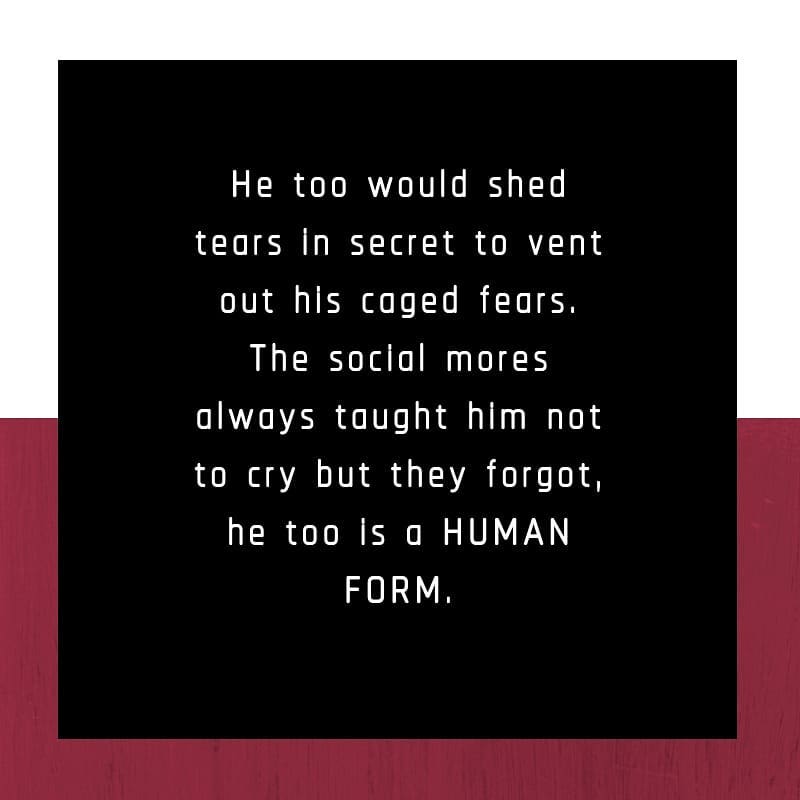 He too would shed
tears in secret to vent
out his caged fears.
The social mores
always taught him not
to cry but they forgot,
he too is a HUMAN
FORM.